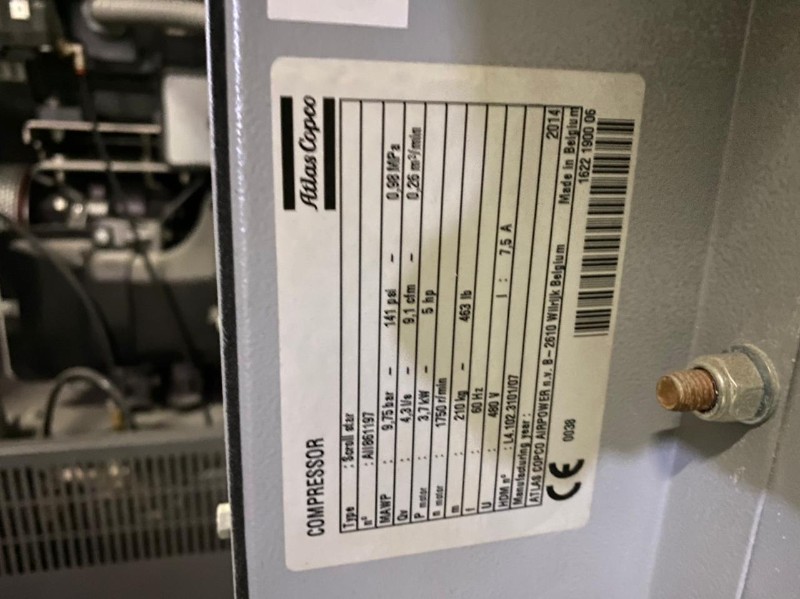 Atlas Copco
COMPRESSOR
Type : Scroll star
n° : AII861197
MAWP : 9,75 bar – 141 psi – 0,98 MPa
Qv : 4,3 l/s – 9.1 cfm – 0,26 m³/min
P motor : 3,7 kW – 5 hp
n motor : 1750 r/min
m : 210 kg – 463 lb
f : 60 Hz
U : 480 V I : 7,5 A
HDM n° : L4.102.3101/07
Manufacturing year : 2014
ATLAS COPCO AIRPOWER n.v. B–2610 Wilrijk Belgium Made in Belgium
CE 0038 1622 1900 06